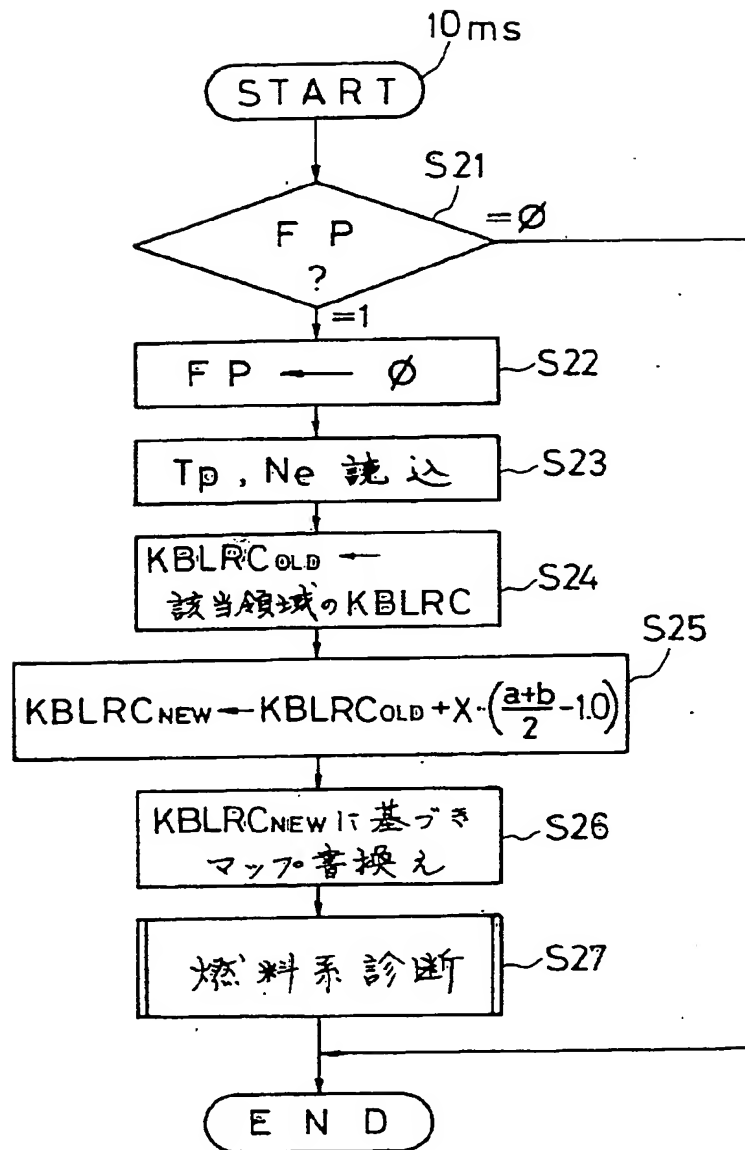 10ms
START
S21
FP
?
=Ø
=1
FP ← Ø
S22
Tp, Ne 読込
S23
KBLRCOLD ←
該当領域のKBLRC
S24
S25
KBLRCNEW ← KBLRCOLD + X・(a+b/2 - 1.0)
KBLRCNEWに基づき
マップ書換え
S26
燃料系診断
S27
END